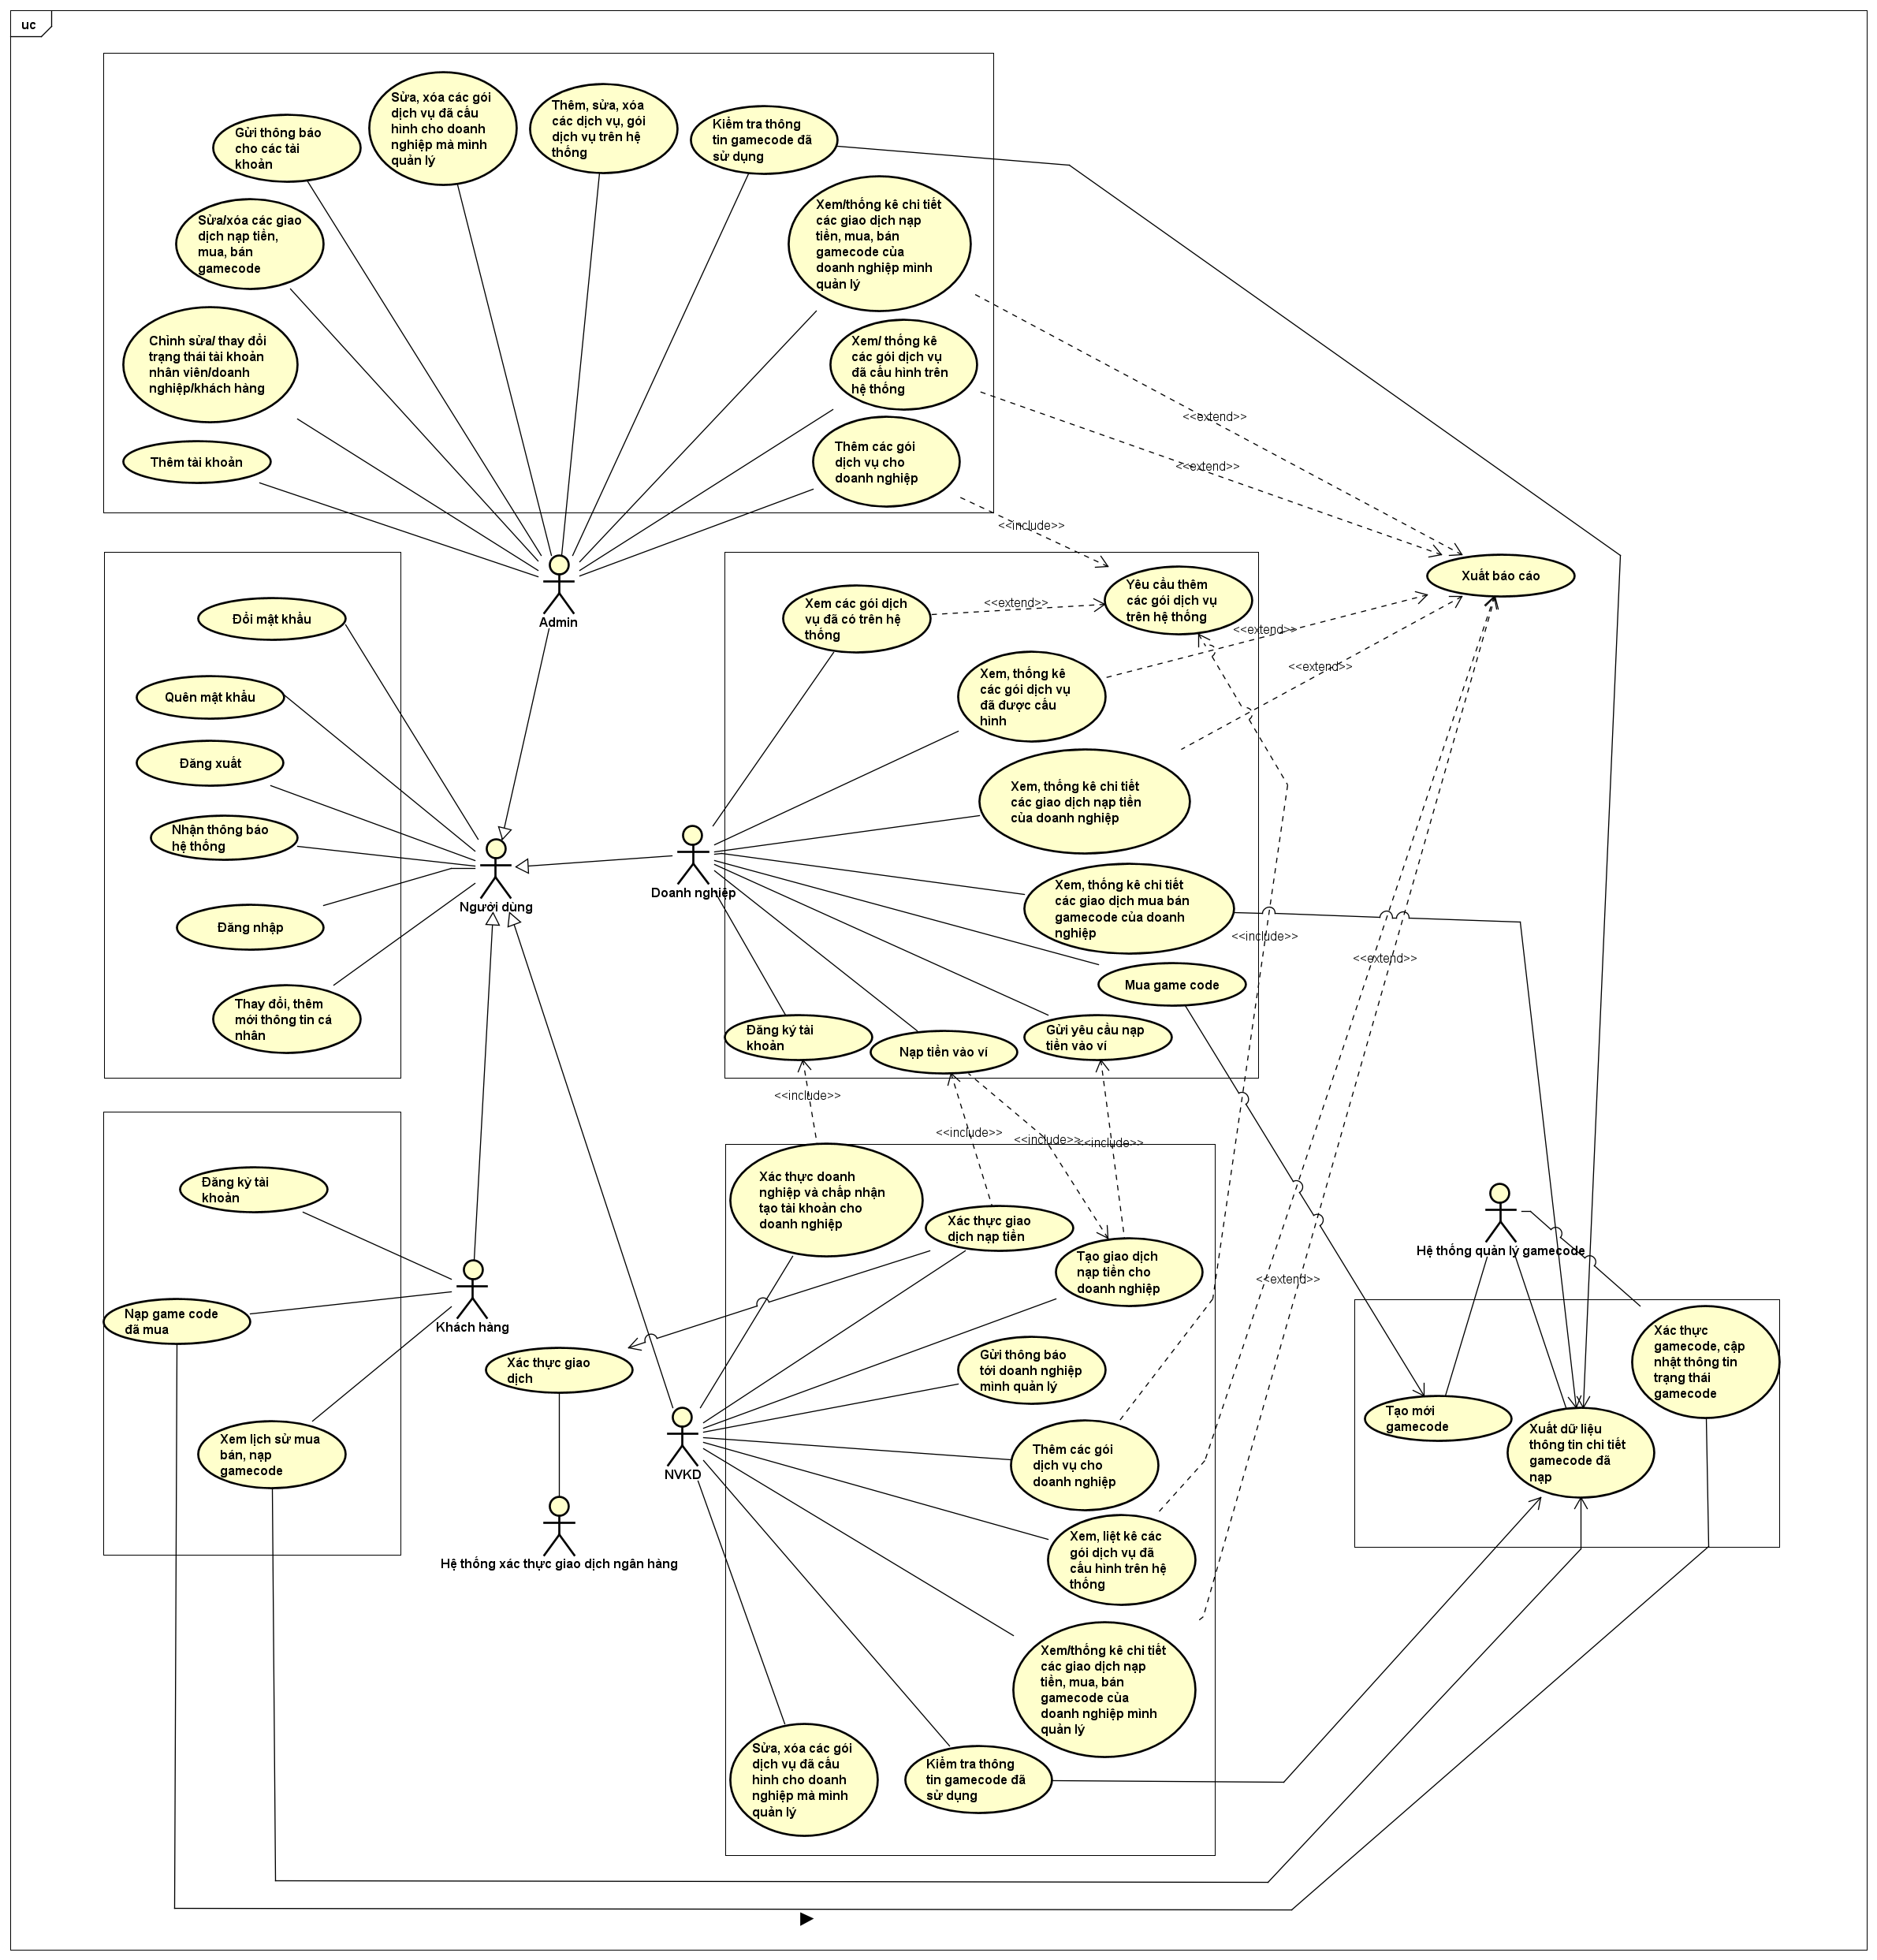 uc
Sửa, xóa các gói
dịch vụ đã cấu
hình cho doanh
nghiệp mà mình
quản lý
Thêm, sửa, xóa
các dịch vụ, gói
dịch vụ trên hệ
thống
Gửi thông báo
cho các tài
khoản
Kiểm tra thông
tin gamecode đã
sử dụng
Sửa/xóa các giao
dịch nạp tiền,
mua, bán
gamecode
Xem/thống kê chi tiết
các giao dịch nạp
tiền, mua, bán
gamecode của
doanh nghiệp mình
quản lý
Chỉnh sửa/ thay đổi
trạng thái tài khoản
nhân viên/doanh
nghiệp/khách hàng
Xem/ thống kê
các gói dịch vụ
đã cấu hình trên
hệ thống
Thêm tài khoản
Thêm các gói
dịch vụ cho
doanh nghiệp
<<extend>>
<<extend>>
<<include>>
Admin
Xuất báo cáo
Đổi mật khẩu
Quên mật khẩu
Đăng xuất
Nhận thông báo
hệ thống
Đăng nhập
Thay đổi, thêm
mới thông tin cá
nhân
Người dùng
Doanh nghiệp
Xem các gói dịch
vụ đã có trên hệ
thống
<<extend>>
Yêu cầu thêm
các gói dịch vụ
trên hệ thống
<<extend>>
<<extend>>
Xem, thống kê
các gói dịch vụ
đã được cấu
hình
Xem, thống kê chi tiết
các giao dịch nạp tiền
của doanh nghiệp
Xem, thống kê chi tiết
các giao dịch mua bán
gamecode của doanh
nghiệp
<<include>>
<<extend>>
Mua game code
Đăng ký tài
khoản
Nạp tiền vào ví
Gửi yêu cầu nạp
tiền vào ví
<<include>>
<<include>>
<<include>>
<<include>>
Đăng ký tài
khoản
Nạp game code
đã mua
Xem lịch sử mua
bán, nạp
gamecode
Khách hàng
Xác thực giao
dịch
Hệ thống xác thực giao dịch ngân hàng
NVKD
Xác thực doanh
nghiệp và chấp nhận
tạo tài khoản cho
doanh nghiệp
Xác thực giao
dịch nạp tiền
Tạo giao dịch
nạp tiền cho
doanh nghiệp
<<extend>>
Gửi thông báo
tới doanh nghiệp
mình quản lý
Thêm các gói
dịch vụ cho
doanh nghiệp
Xem, liệt kê các
gói dịch vụ đã
cấu hình trên hệ
thống
Xem/thống kê chi tiết
các giao dịch nạp
tiền, mua, bán
gamecode của
doanh nghiệp mình
quản lý
Sửa, xóa các gói
dịch vụ đã cấu
hình cho doanh
nghiệp mà mình
quản lý
Kiểm tra thông
tin gamecode đã
sử dụng
Hệ thống quản lý gamecode
Tạo mới
gamecode
Xuất dữ liệu
thông tin chi tiết
gamecode đã
nạp
Xác thực
gamecode, cập
nhật thông tin
trạng thái
gamecode